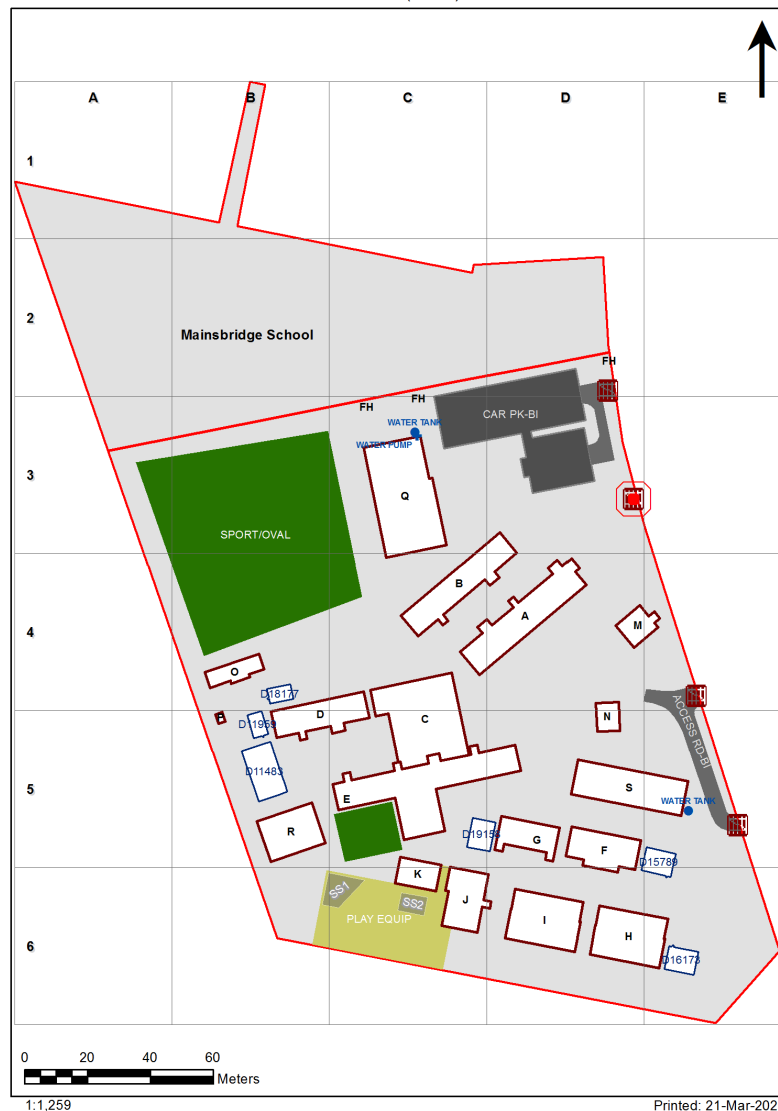 A B C D E
1
2
Mainsbridge School
FH
FH
FH
CAR PK-BI
WATER TANK
WATER PUMP
3
Q
SPORT/OVAL
B
A
M
4
O
D18177
D11959
D
C
N
ACCESS RD-BI
D11483
5
E
S
WATER TANK
R
D19156
G
F
D15789
K
SS1
SS2
J
PLAY EQUIP
I
H
6
D16173
0 20 40 60
Meters
1:1,259
Printed: 21-Mar-202